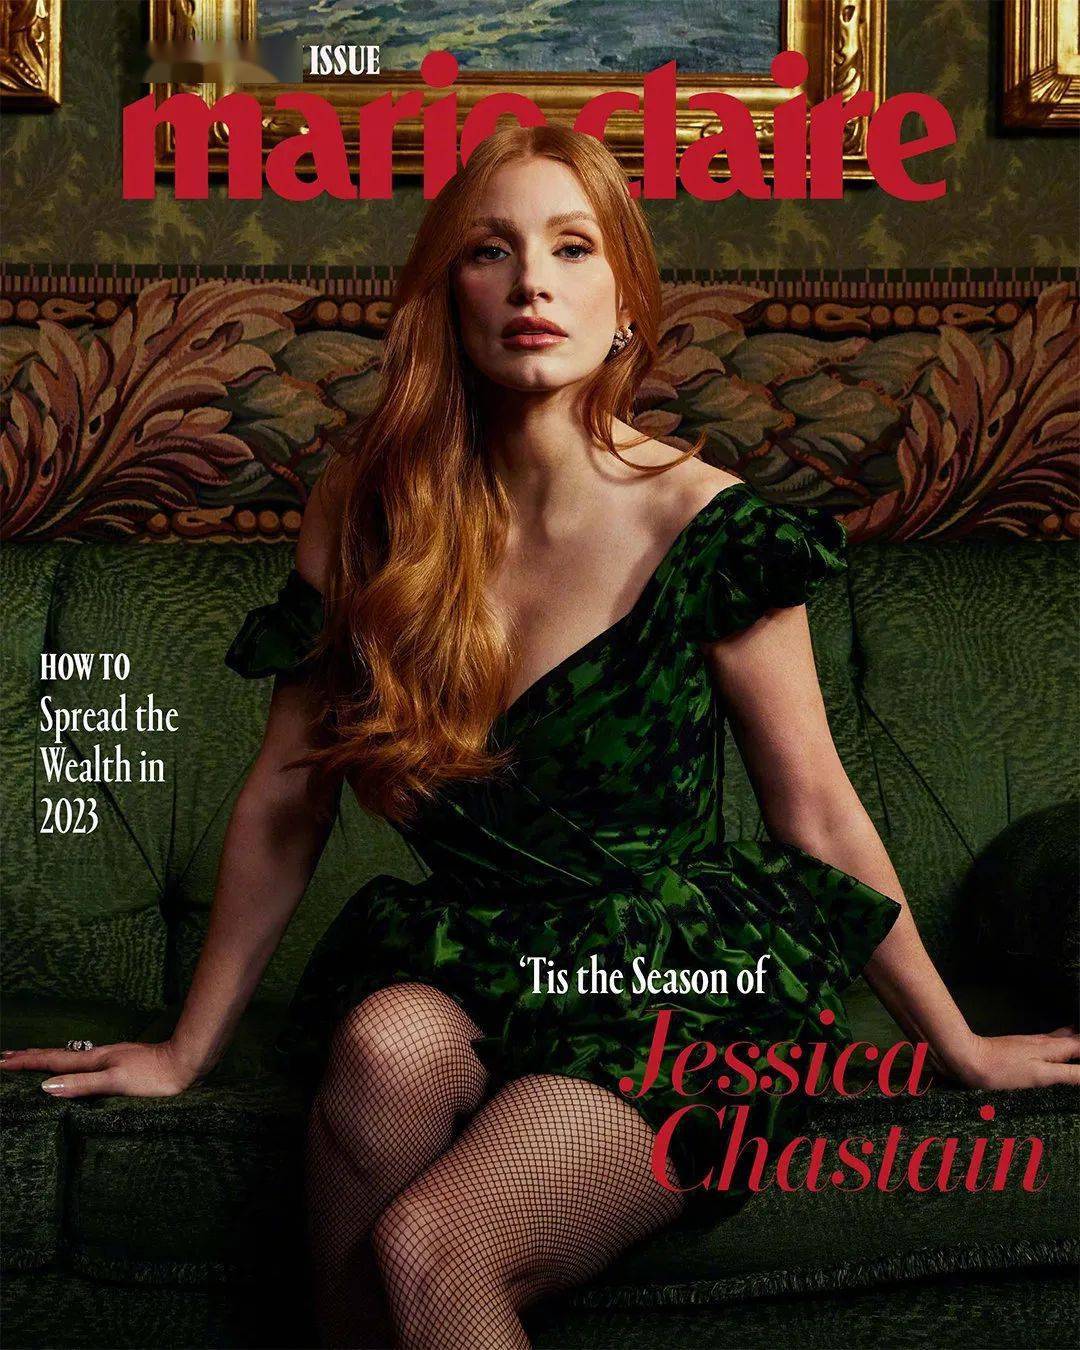 ISSUE
marie claire
HOW TO
Spread the
Wealth in
2023
‘Tis the Season of
Jessica
Chastain